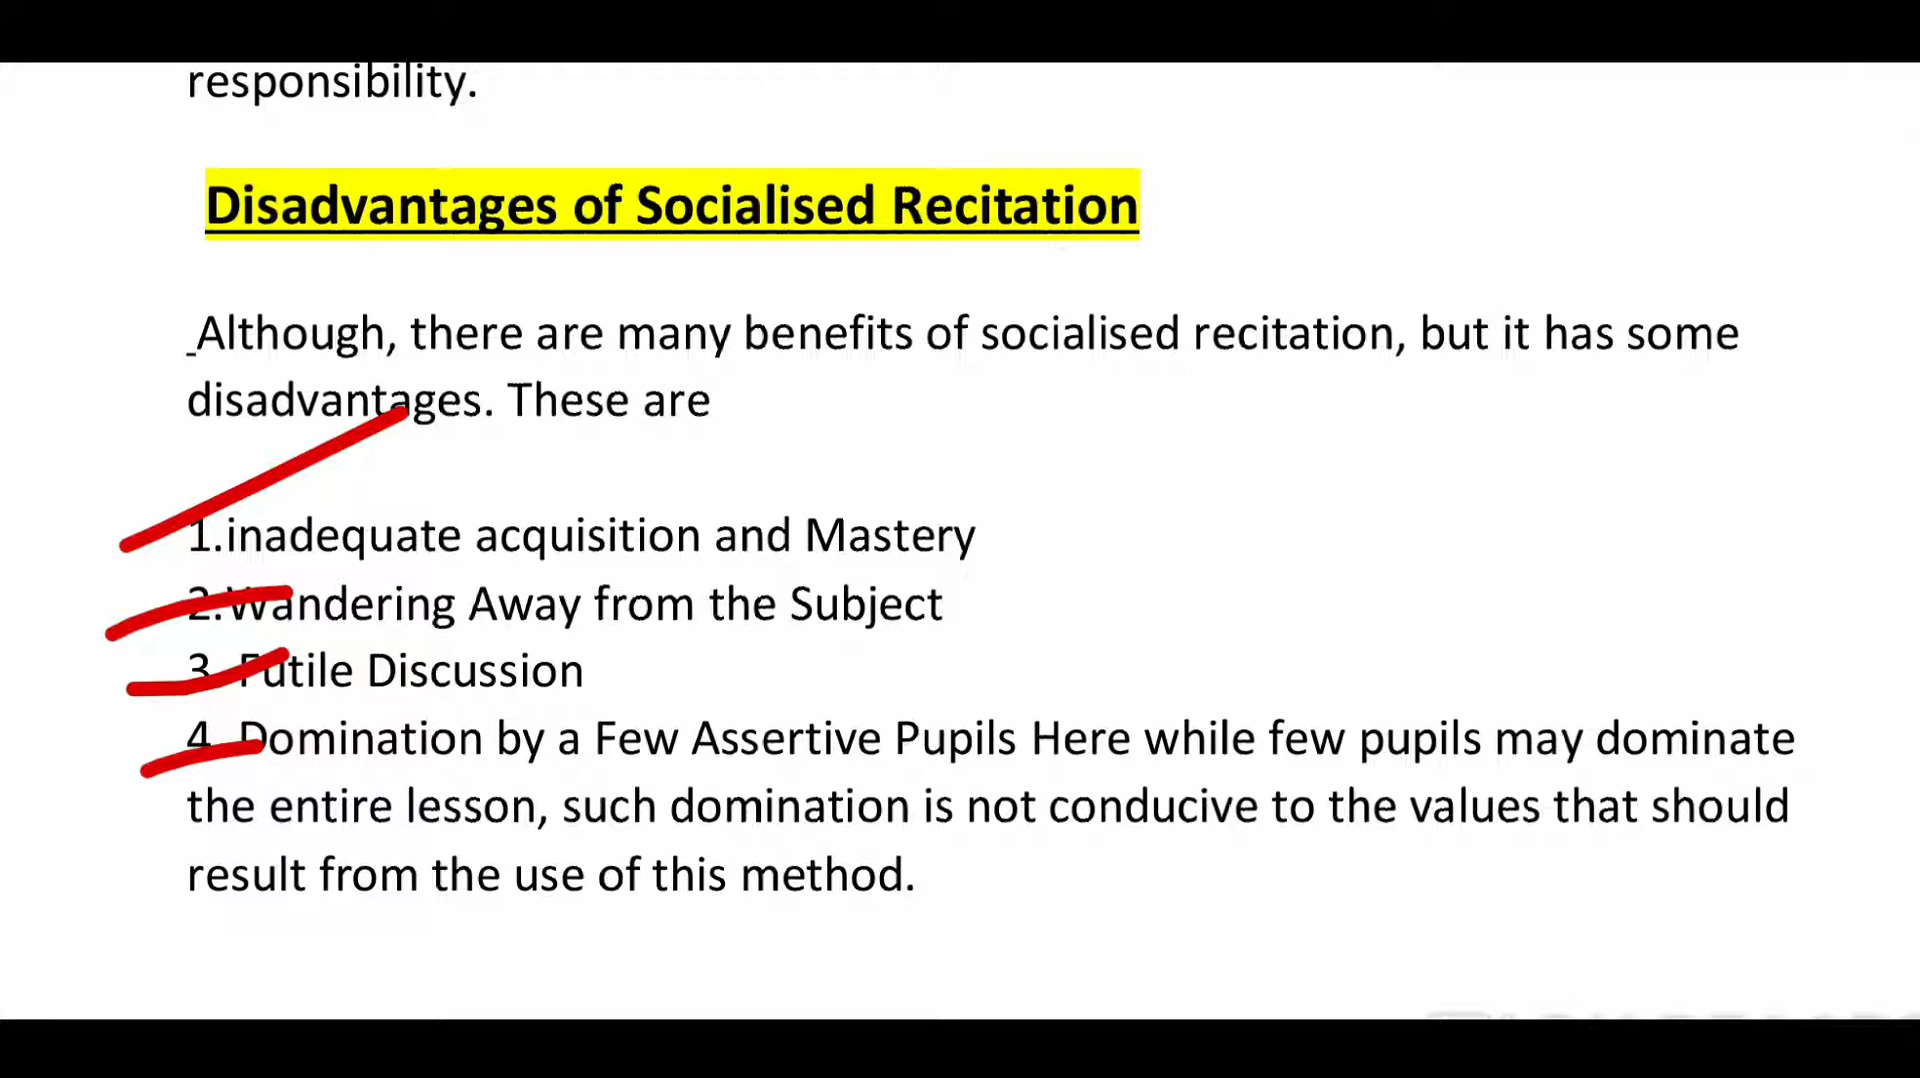 responsibility.
Disadvantages of Socialised Recitation
Although, there are many benefits of socialised recitation, but it has some
disadvantages. These are
1.inadequate acquisition and Mastery
2.Wandering Away from the Subject
3. Futile Discussion
4. Domination by a Few Assertive Pupils Here while few pupils may dominate
the entire lesson, such domination is not conducive to the values that should
result from the use of this method.